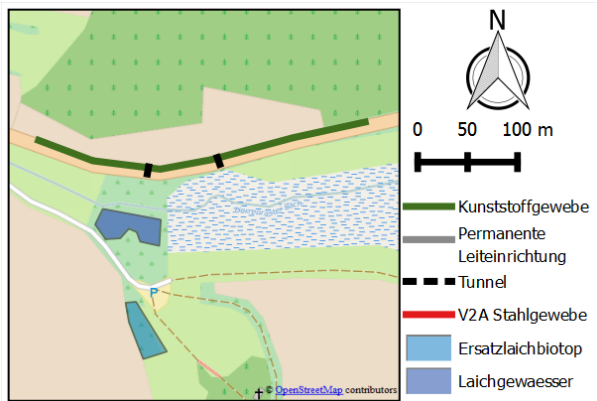 N
0 50 100 m
Kunststoffgewebe
Permanente
Leiteinrichtung
Tunnel
V2A Stahlgewebe
P
Ersatzlaichbiotop
Laichgewaesser
© OpenStreetMap contributors